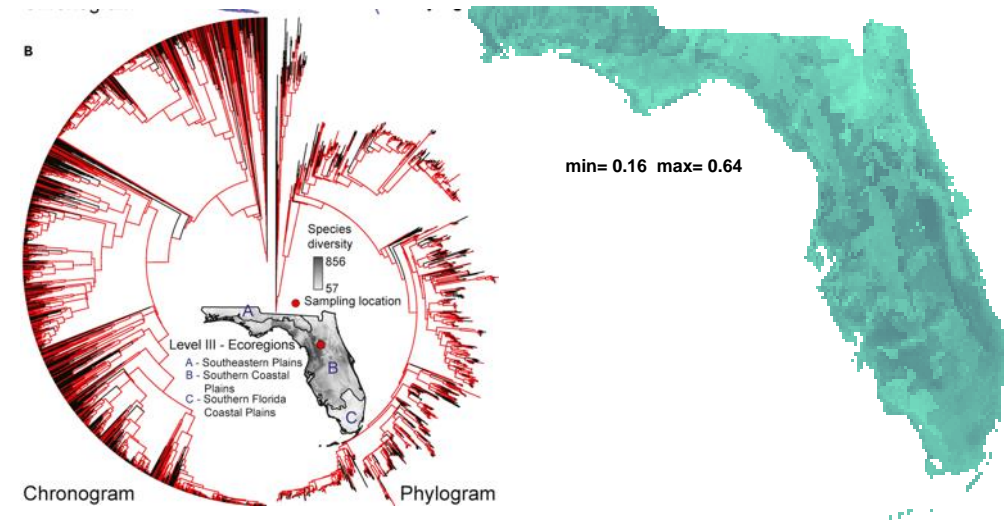 B
Species
diversity
856
57
Sampling location
A
Level III - Ecoregions
A - Southeastern Plains
B - Southern Coastal
Plains
C - Southern Florida
Coastal Plains
B
C
Chronogram
Phylogram
min= 0.16 max= 0.64